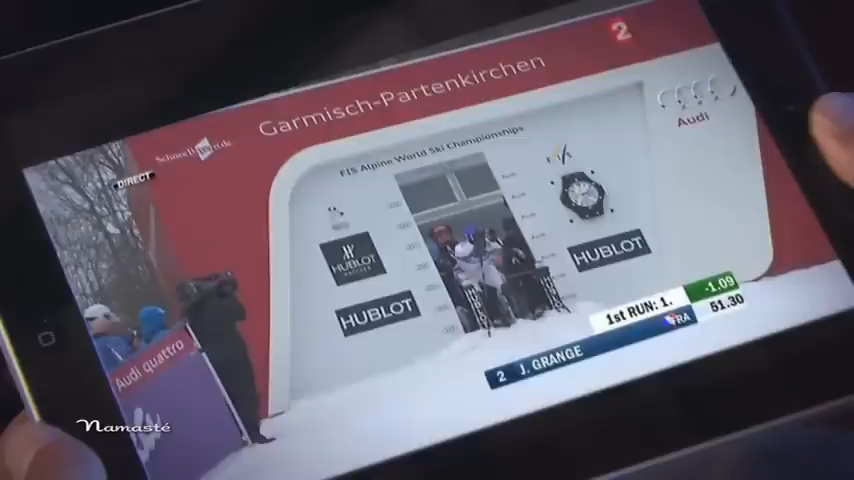 Garmisch-Partenkirchen
2
DIRECT
FIS Alpine World Ski Championships
Audi
HUBLOT
HUBLOT
HUBLOT
Audi quattro
1st RUN: 1.
-1.09
2 J. GRANGE
FRA
51.30
Namasté